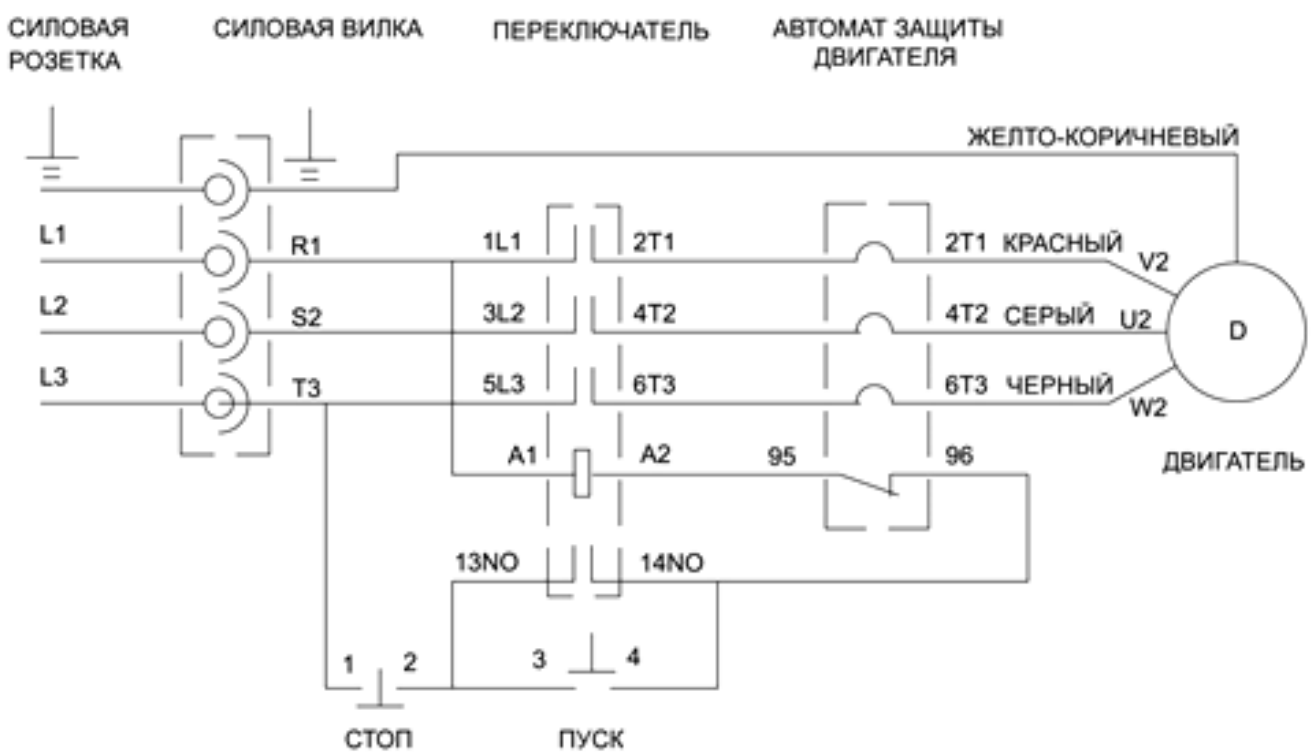 СИЛОВАЯ
РОЗЕТКА
СИЛОВАЯ ВИЛКА
ПЕРЕКЛЮЧАТЕЛЬ
АВТОМАТ ЗАЩИТЫ
ДВИГАТЕЛЯ
ЖЕЛТО-КОРИЧНЕВЫЙ
L1
R1
1L1
2T1
2T1 КРАСНЫЙ
V2
L2
S2
3L2
4T2
4T2 СЕРЫЙ
U2
D
L3
T3
5L3
6T3
6T3 ЧЕРНЫЙ
W2
A1
A2
95
96
ДВИГАТЕЛЬ
13NO
14NO
1
2
3
4
СТОП
ПУСК